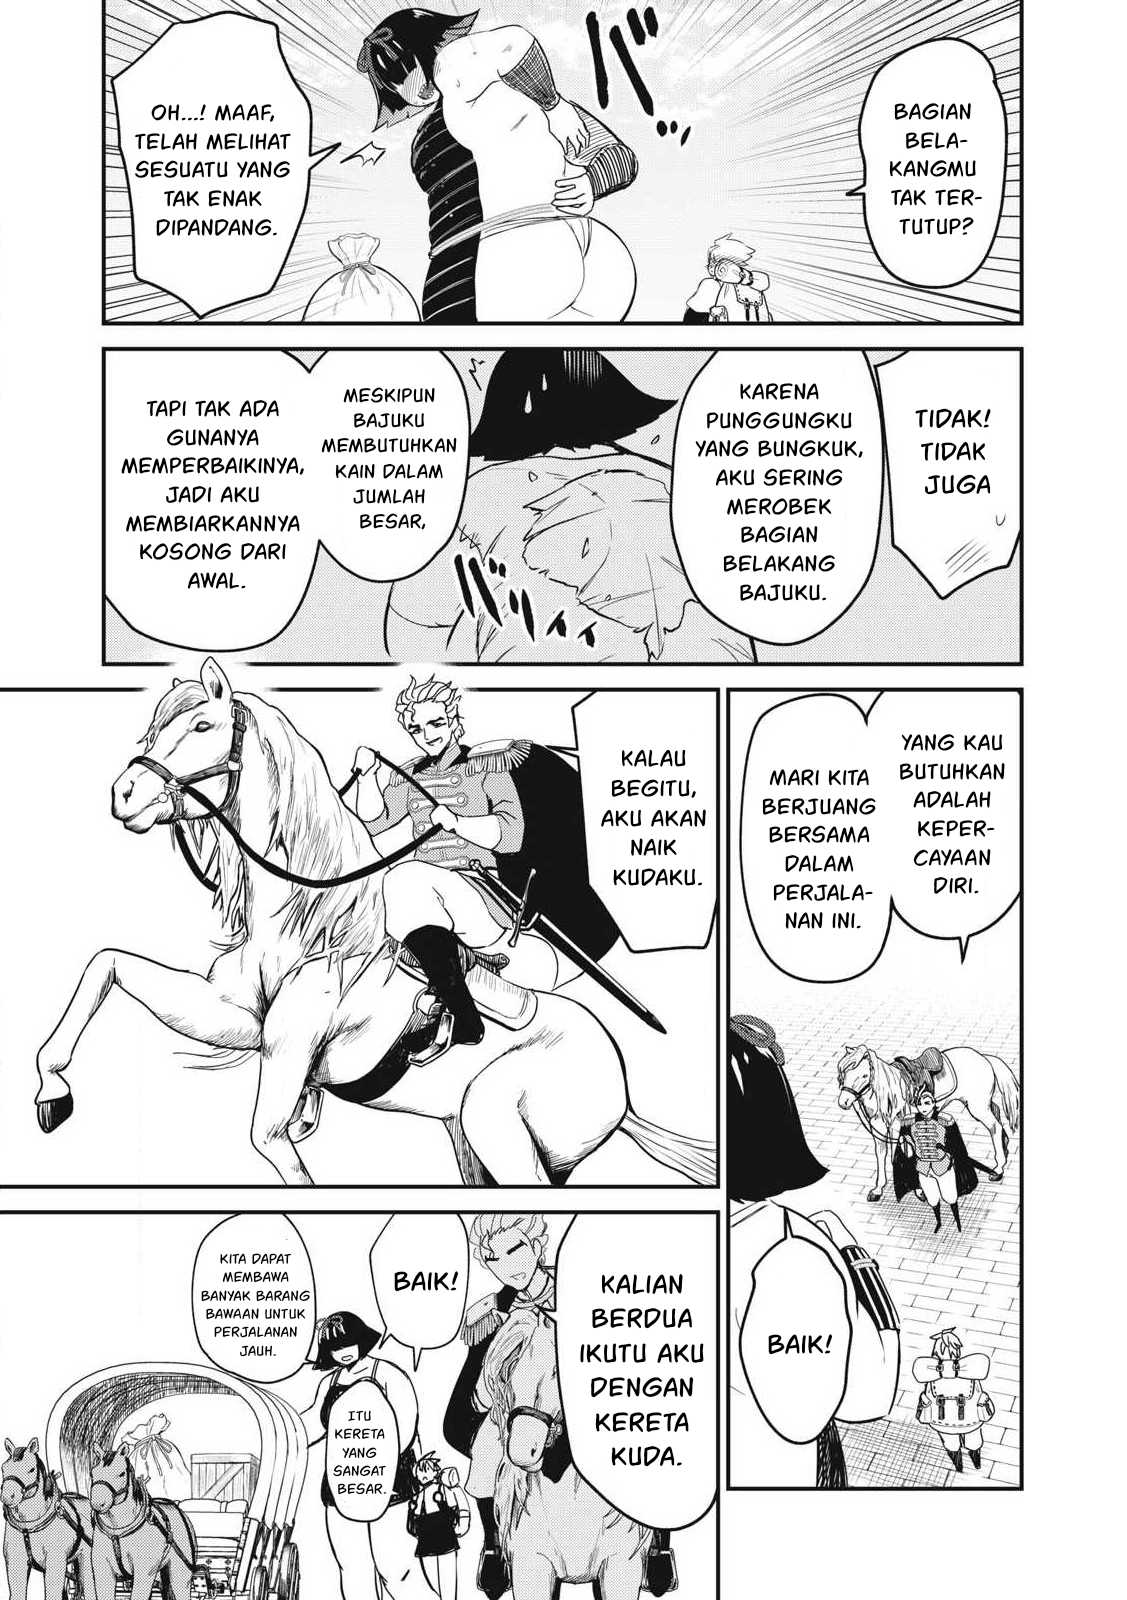 BAGIAN
BELA-
KANGMU
TAK TER-
TUTUP?
OH...! MAAF,
TELAH MELIHAT
SESUATU YANG
TAK ENAK
DIPANDANG.
バッ
TIDAK!
TIDAK
JUGA
KARENA
PUNGGUNGKU
YANG BUNGKUK,
AKU SERING
MEROBEK
BAGIAN
BELAKANG
BAJUKU.
MESKIPUN
BAJUKU
MEMBUTUHKAN
KAIN DALAM
JUMLAH
BESAR,
TAPI TAK ADA
GUNANYA
MEMPERBAIKINYA,
JADI AKU
MEMBIARKANNYA
KOSONG DARI
AWAL.
YANG KAU
BUTUHKAN
ADALAH
KEPER-
CAYAAN
DIRI.
MARI KITA
BERJUANG
BERSAMA
DALAM
PERJALA-
NAN INI.
BAIK!
KALAU
BEGITU,
AKU AKAN
NAIK
KUDAKU.
KALIAN
BERDUA
IKUTU AKU
DENGAN
KERETA
KUDA.
BAIK!
KITA DAPAT
MEMBAWA
BANYAK BARANG
BAWAAN UNTUK
PERJALANAN
JAUH.
ITU
KERETA
YANG
SANGAT
BESAR.